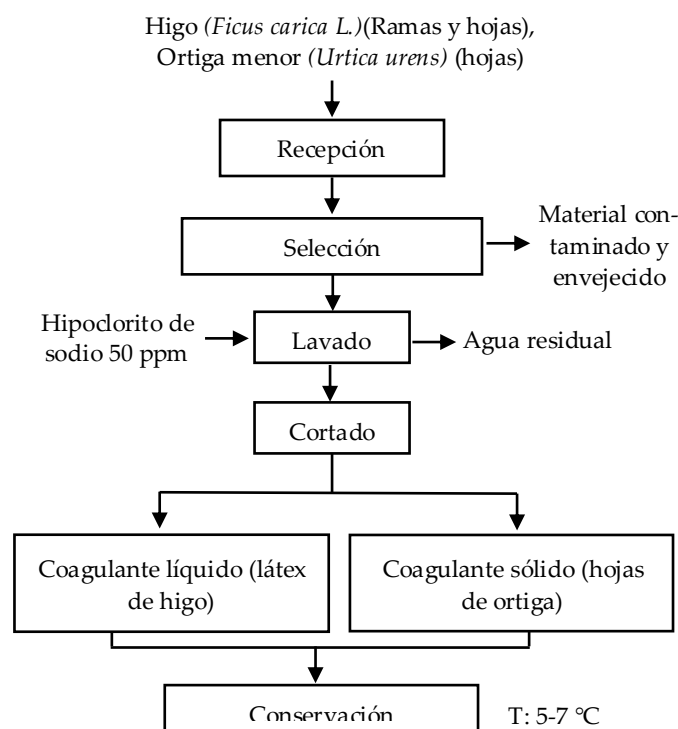 Higo (Ficus carica L.)(Ramas y hojas),
Ortiga menor (Urtica urens) (hojas)
Recepción
Selección
Material con-
taminado y
envejecido
Hipoclorito de
sodio 50 ppm
Lavado
Agua residual
Cortado
Coagulante líquido (látex
de higo)
Coagulante sólido (hojas
de ortiga)
Conservación
T: 5-7 °C